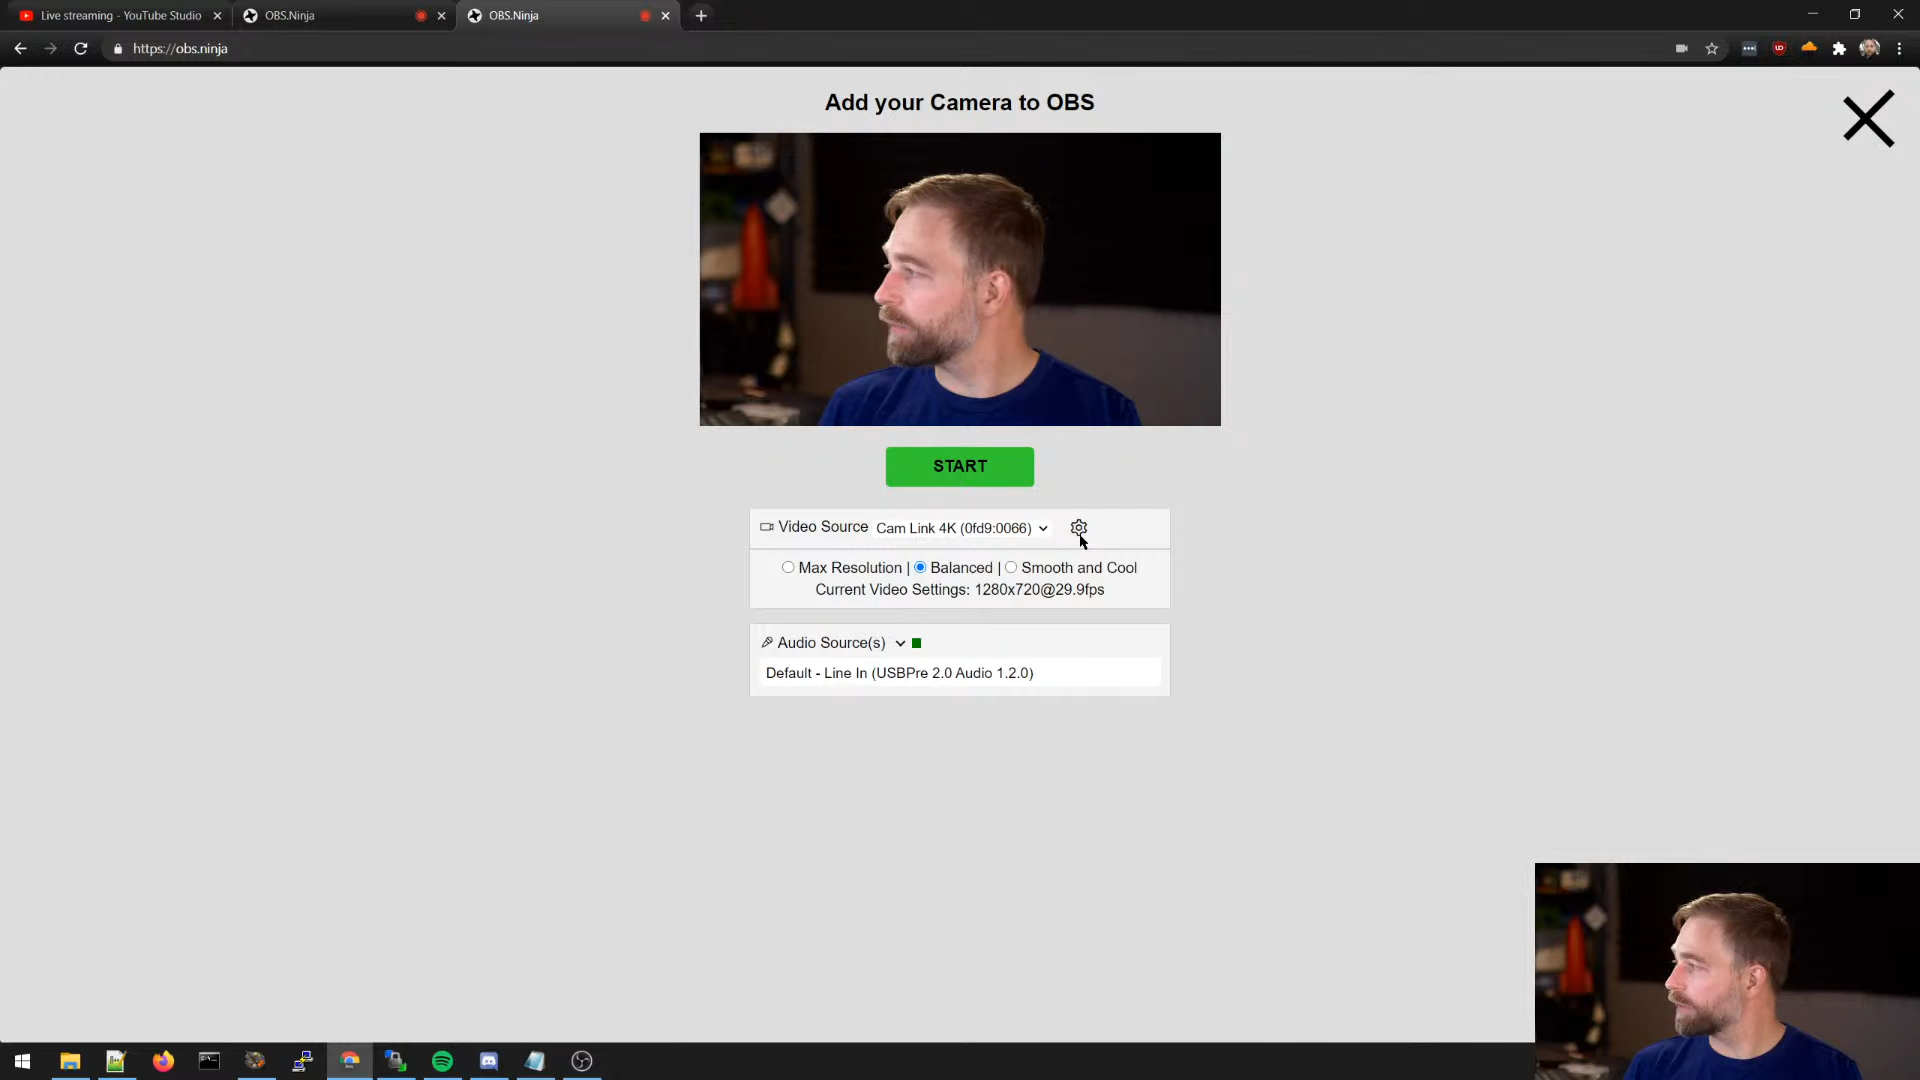 Live streaming - YouTube Studio
OBS.Ninja
OBS.Ninja
https://obs.ninja
Add your Camera to OBS
START
Video Source Cam Link 4K (0fd9:0066)
Max Resolution | Balanced | Smooth and Cool
Current Video Settings: 1280x720@29.9fps
Audio Source(s)
Default - Line In (USBPre 2.0 Audio 1.2.0)